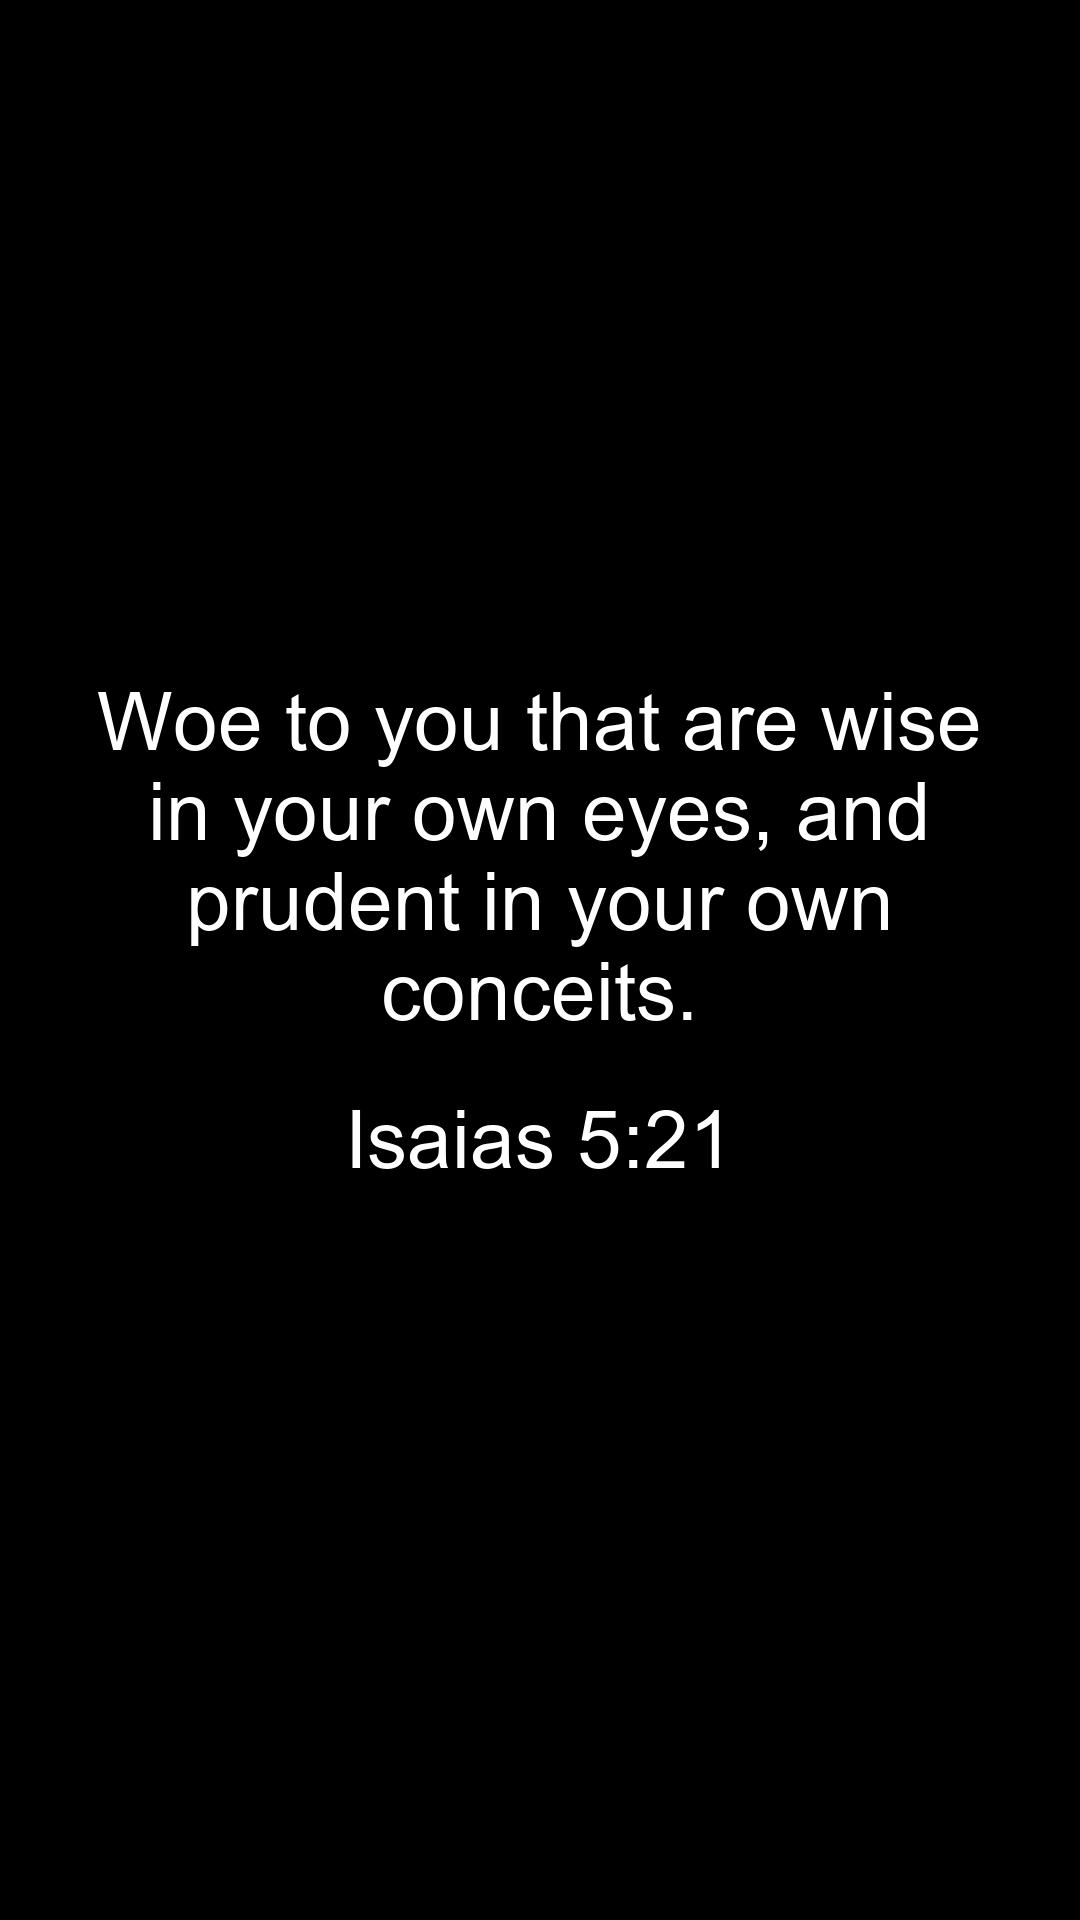 Woe to you that are wise
in your own eyes, and
prudent in your own
conceits.
Isaias 5:21